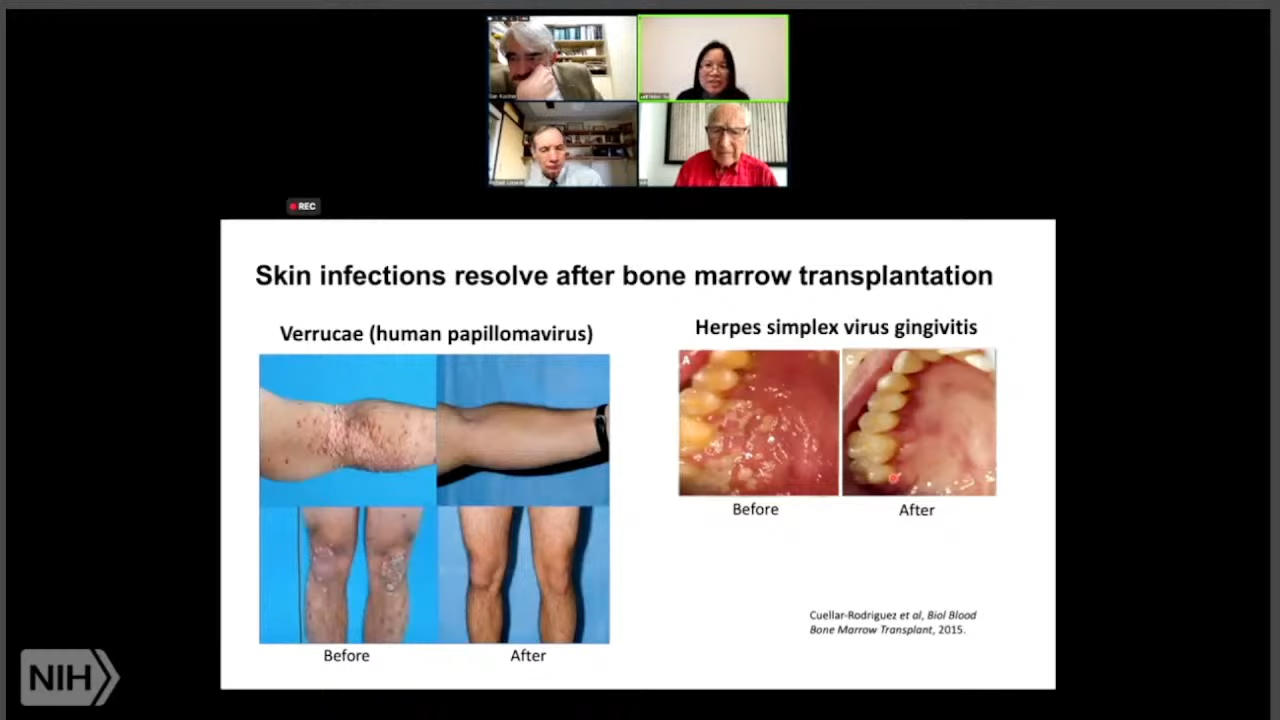 REC
Skin infections resolve after bone marrow transplantation
Verrucae (human papillomavirus)
Herpes simplex virus gingivitis
A
C
Before
After
Before
After
Cuellar-Rodriguez et al, Biol Blood
Bone Marrow Transplant, 2015.
NIH